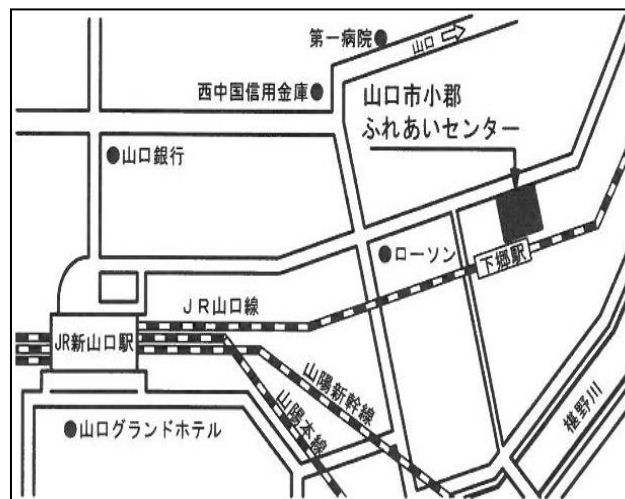 第一病院
山口
西中国信用金庫
山口市小郡
ふれあいセンター
山口銀行
ローソン
下郷駅
JR山口線
JR新山口駅
山陽新幹線
山陽本線
椹野川
山口グランドホテル